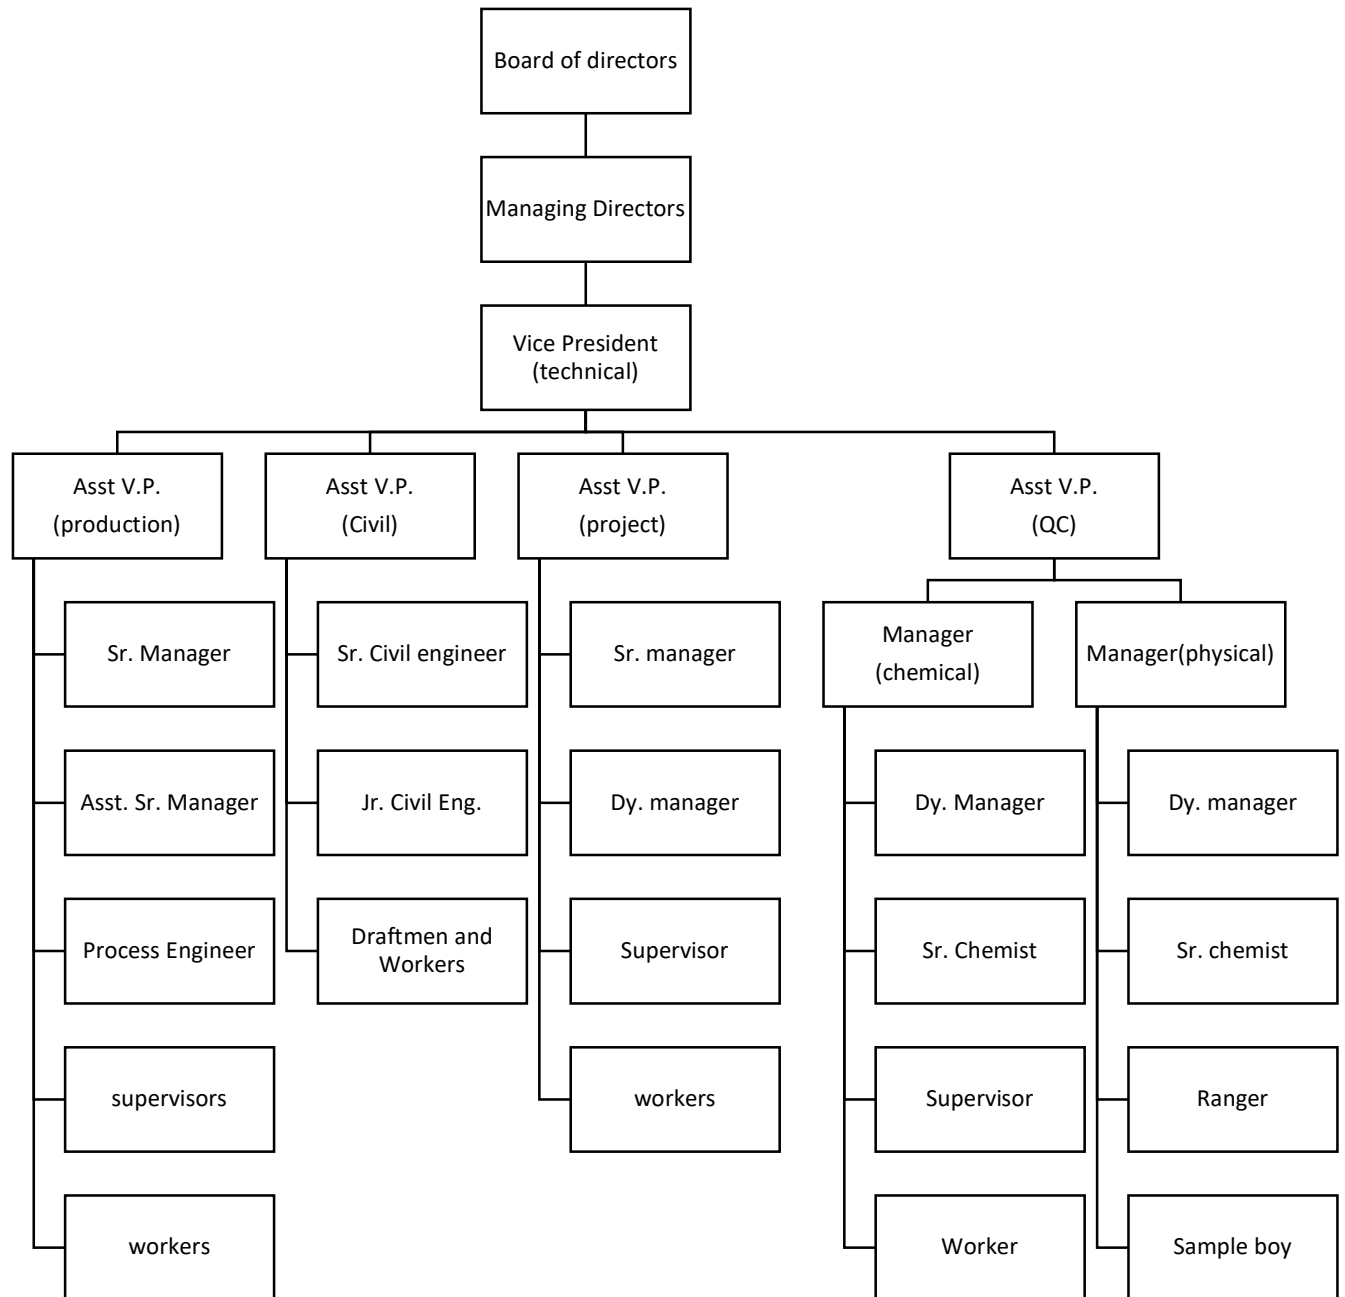 Board of directors
Managing Directors
Vice President
(technical)
Asst V.P.
(production)
Asst V.P.
(Civil)
Asst V.P.
(project)
Asst V.P.
(QC)
Sr. Manager
Sr. Civil engineer
Sr. manager
Manager
(chemical)
Manager(physical)
Asst. Sr. Manager
Jr. Civil Eng.
Dy. manager
Dy. Manager
Dy. manager
Process Engineer
Draftmen and
Workers
Supervisor
Sr. Chemist
Sr. chemist
supervisors
workers
Supervisor
Ranger
workers
Worker
Sample boy